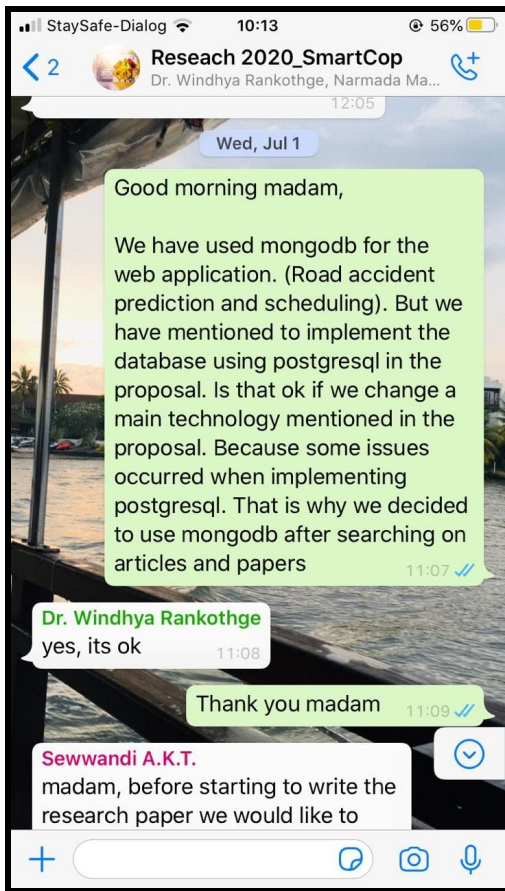 StaySafe-Dialog
10:13
56%
2
Reseach 2020_SmartCop
Dr. Windhya Rankothge, Narmada Ma...
12:05
Wed, Jul 1
Good morning madam,
We have used mongodb for the
web application. (Road accident
prediction and scheduling). But we
have mentioned to implement the
database using postgresql in the
proposal. Is that ok if we change a
main technology mentioned in the
proposal. Because some issues
occurred when implementing
postgresql. That is why we decided
to use mongodb after searching on
articles and papers
11:07
Dr. Windhya Rankothge
yes, its ok
11:08
Thank you madam
11:09
Sewwandi A.K.T.
madam, before starting to write the
research paper we would like to